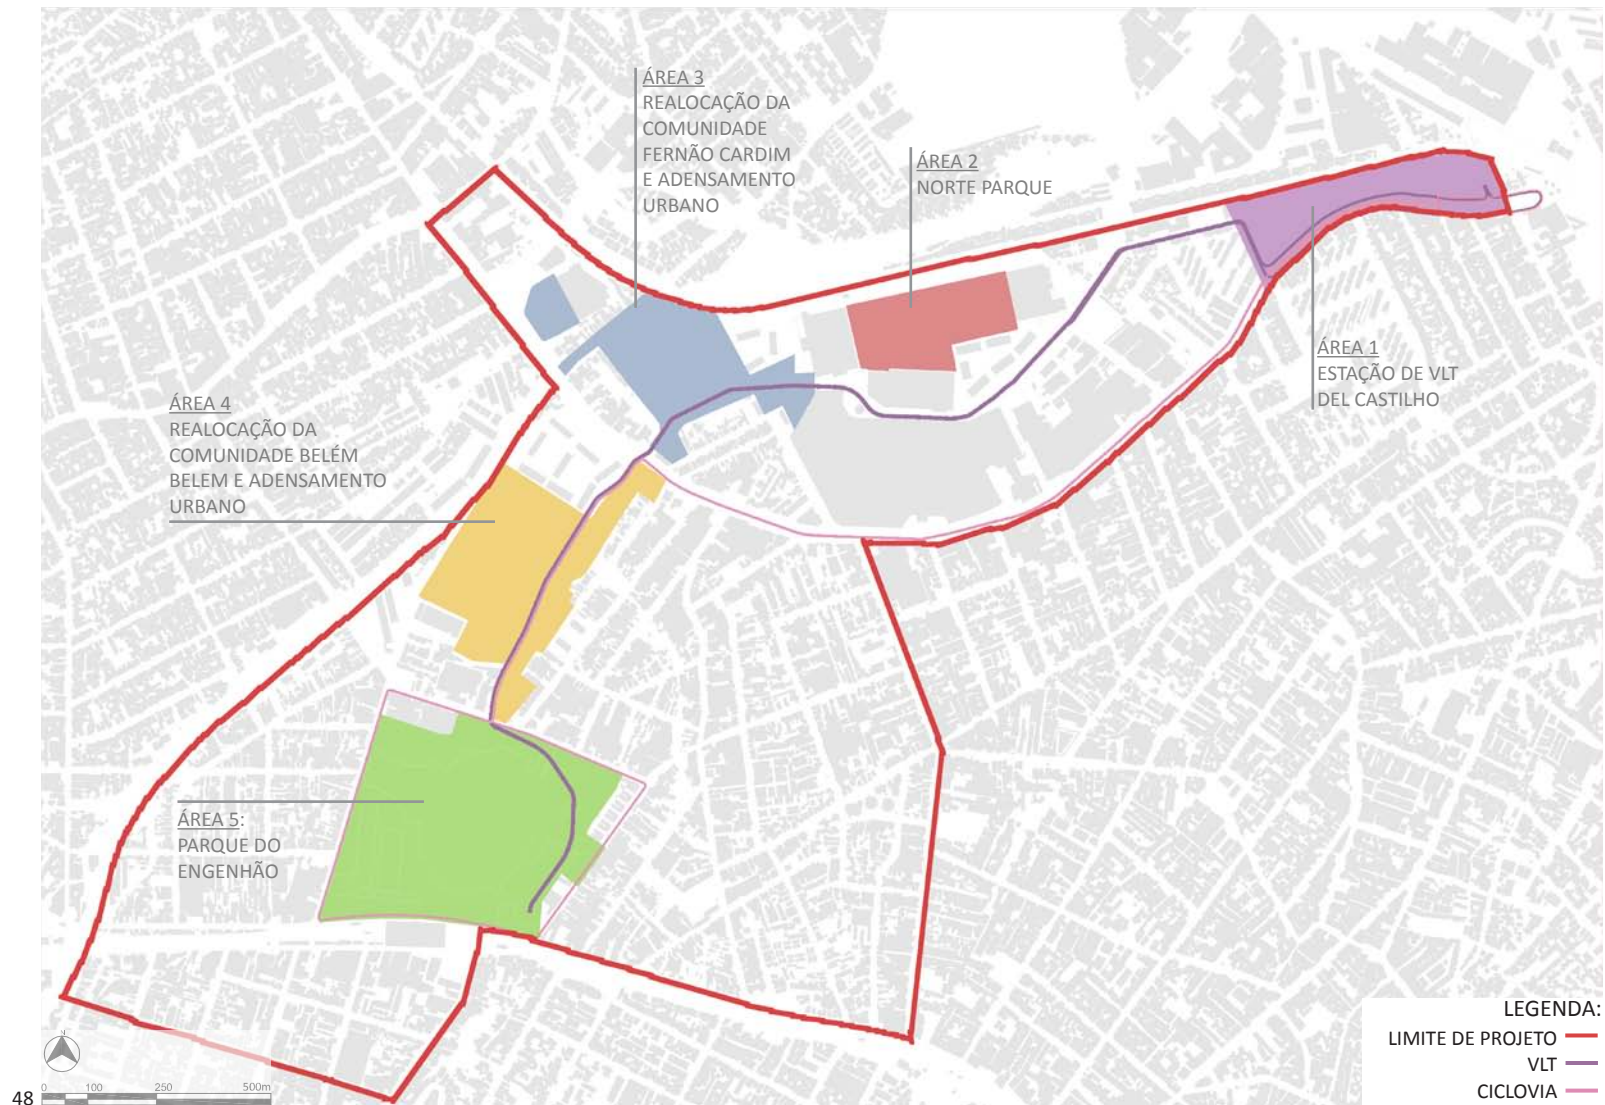 ÁREA 3
REALOCAÇÃO DA
COMUNIDADE
FERNÃO CARDIM
E ADENSAMENTO
URBANO
ÁREA 2
NORTE PARQUE
ÁREA 1
ESTAÇÃO DE VLT
DEL CASTILHO
ÁREA 4
REALOCAÇÃO DA
COMUNIDADE BELÉM
BELEM E ADENSAMENTO
URBANO
ÁREA 5:
PARQUE DO
ENGENHÃO
LEGENDA:
LIMITE DE PROJETO
VLT
CICLOVIA
N
0 100 250 500m
48